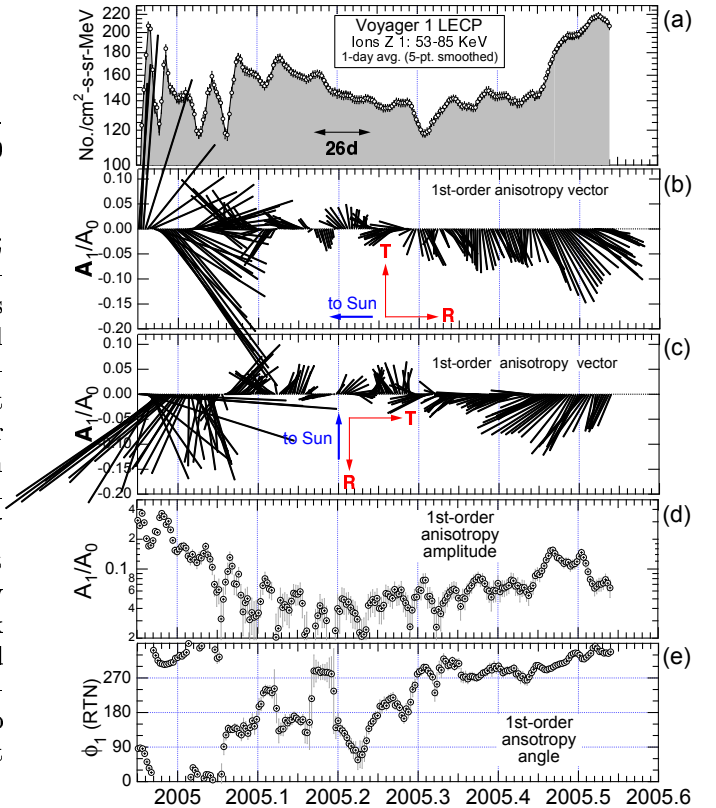 220
200
180
160
140
120
100
No./cm²-s-sr-MeV
Voyager 1 LECP
Ions Z 1: 53-85 KeV
1-day avg. (5-pt. smoothed)
26d
(a)
0.10
0.05
0.00
-0.05
-0.10
-0.15
-0.20
A₁/A₀
1st-order anisotropy vector
T
R
to Sun
(b)
0.10
0.05
0.00
-0.05
-0.10
-0.15
-0.20
A₁/A₀
1st-order anisotropy vector
to Sun
T
R
(c)
4
2
0.1
8
6
4
2
A₁/A₀
1st-order
anisotropy
amplitude
(d)
270
180
90
0
ϕ₁ (RTN)
1st-order
ansotropy
angle
(e)
2005 2005.1 2005.2 2005.3 2005.4 2005.5 2005.6